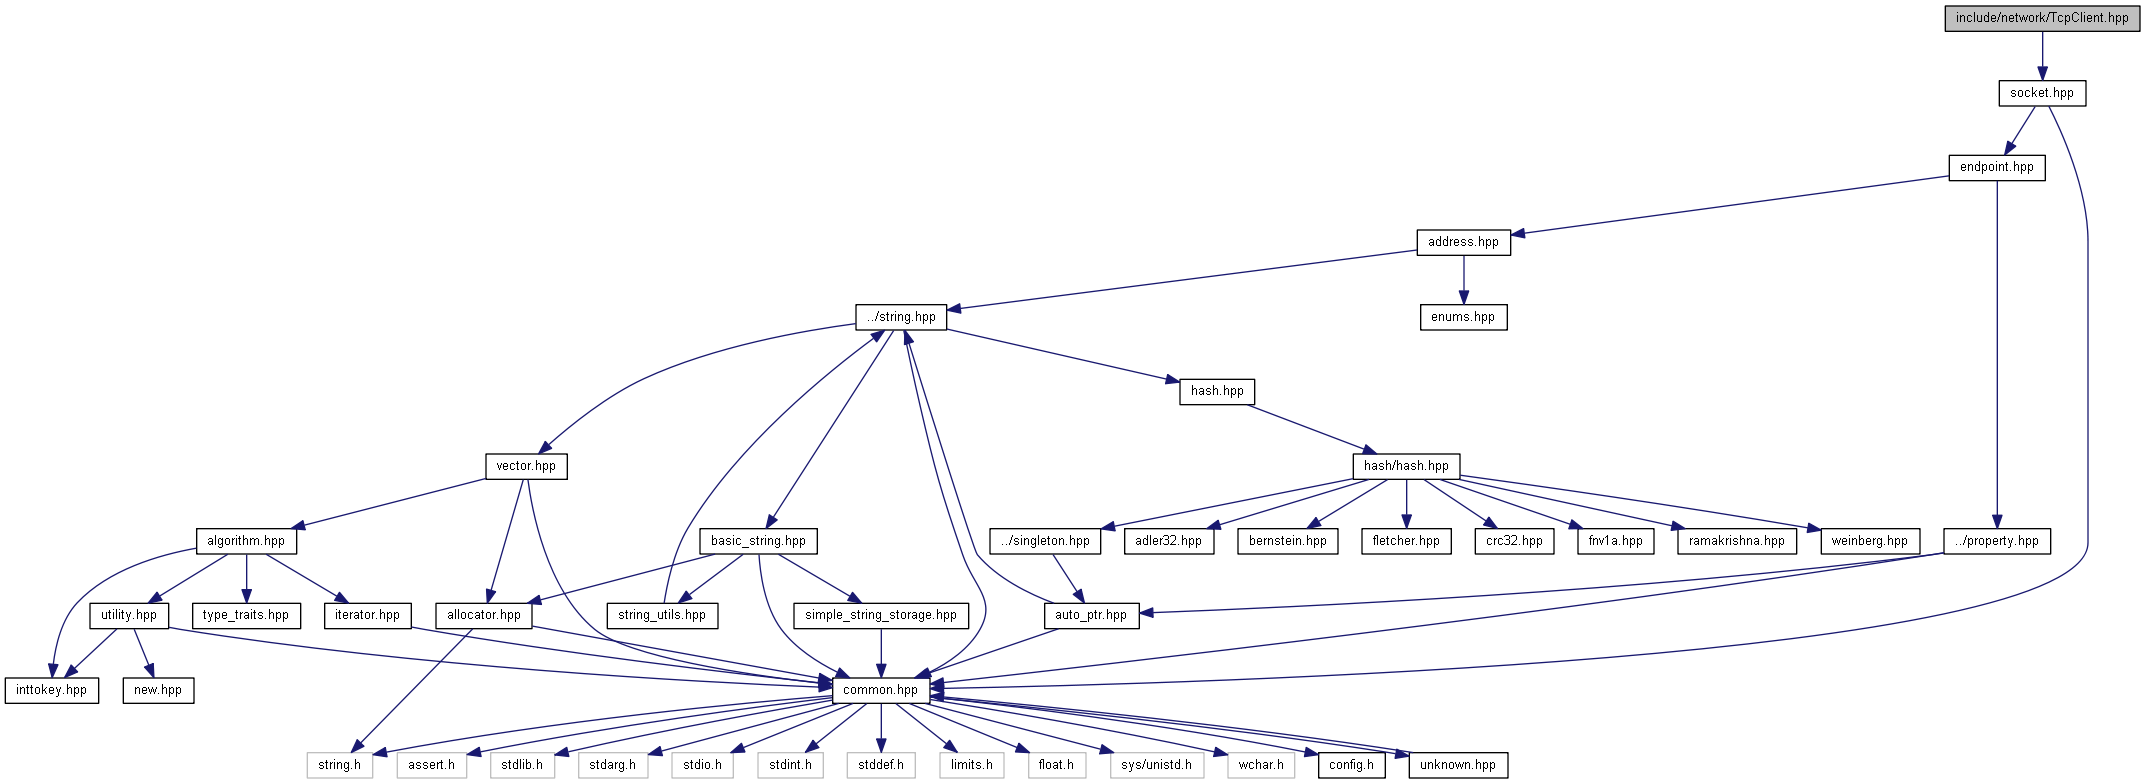 include/network/TcpClient.hpp
socket.hpp
endpoint.hpp
address.hpp
../string.hpp
enums.hpp
hash.hpp
vector.hpp
hash/hash.hpp
algorithm.hpp
basic_string.hpp
../singleton.hpp
adler32.hpp
bernstein.hpp
fletcher.hpp
crc32.hpp
fnv1a.hpp
ramakrishna.hpp
weinberg.hpp
../property.hpp
utility.hpp
type_traits.hpp
iterator.hpp
allocator.hpp
string_utils.hpp
simple_string_storage.hpp
auto_ptr.hpp
inttokey.hpp
new.hpp
common.hpp
string.h
assert.h
stdlib.h
stdarg.h
stdio.h
stdint.h
stddef.h
limits.h
float.h
sys/unistd.h
wchar.h
config.h
unknown.hpp